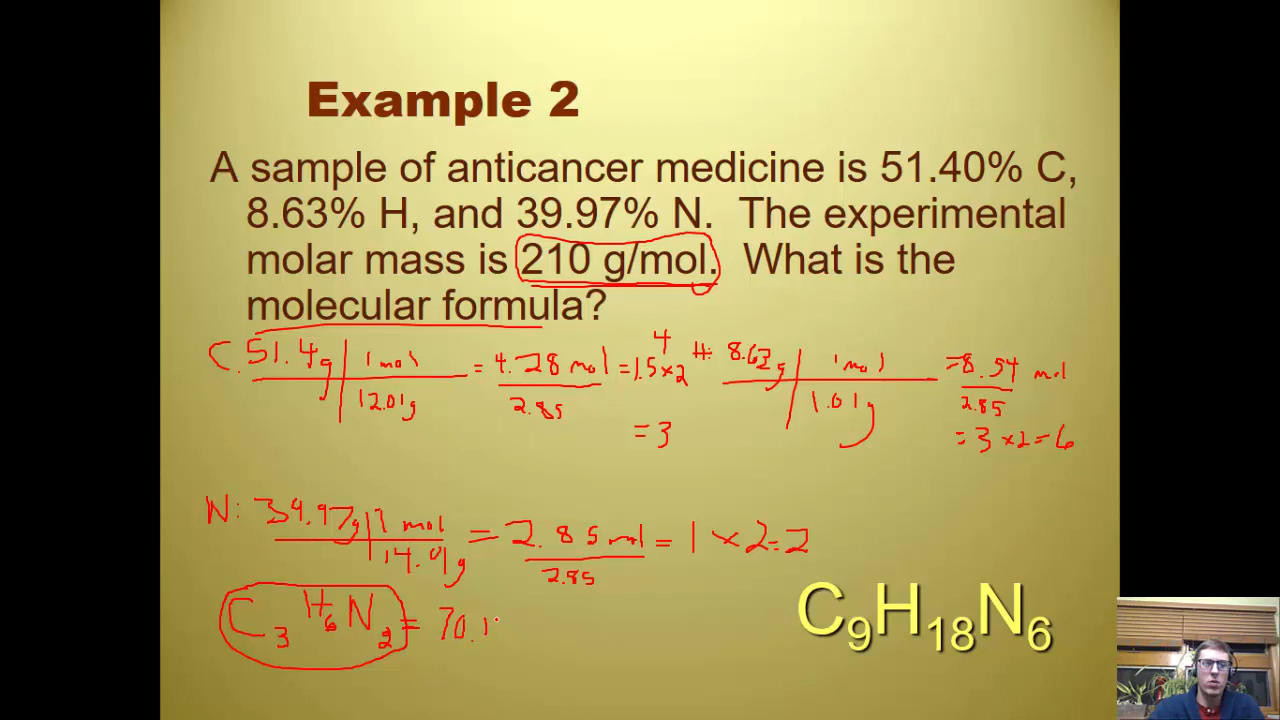 Example 2
A sample of anticancer medicine is 51.40% C,
8.63% H, and 39.97% N. The experimental
molar mass is 210 g/mol. What is the
molecular formula?
C. 51.4g | 1 mol / 12.01g = 4.28 mol / 2.85 = 1.5 x 2
4
= 3
H: 8.63g | 1 mol / 1.01g = 8.54 mol / 2.85
= 3 x 2 = 6
N: 39.97g | 1 mol / 14.01g = 2.85 mol / 2.85 = 1 x 2 = 2
C3H6N2 = 70.1
C9H18N6